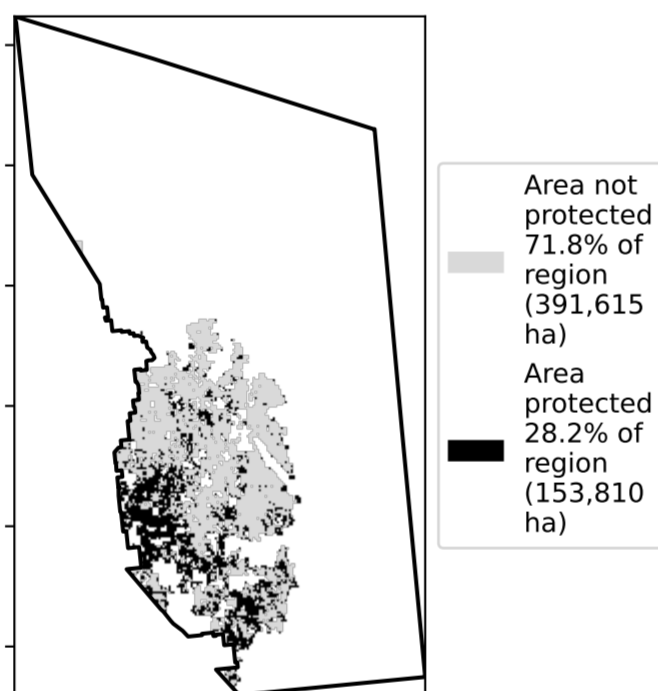 Area not
protected
71.8% of
region
(391,615
ha)
Area
protected
28.2% of
region
(153,810
ha)